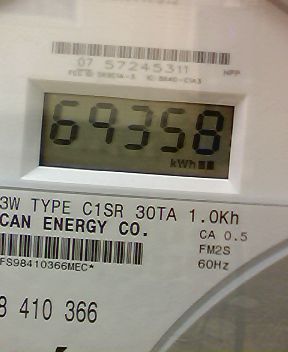 07 57245311
69358
kWh
3W TYPE C1SR 30TA 1.0Kh
CAN ENERGY CO.
CA 0.5
FM2S
60Hz
FS98410366MEC*
8 410 366